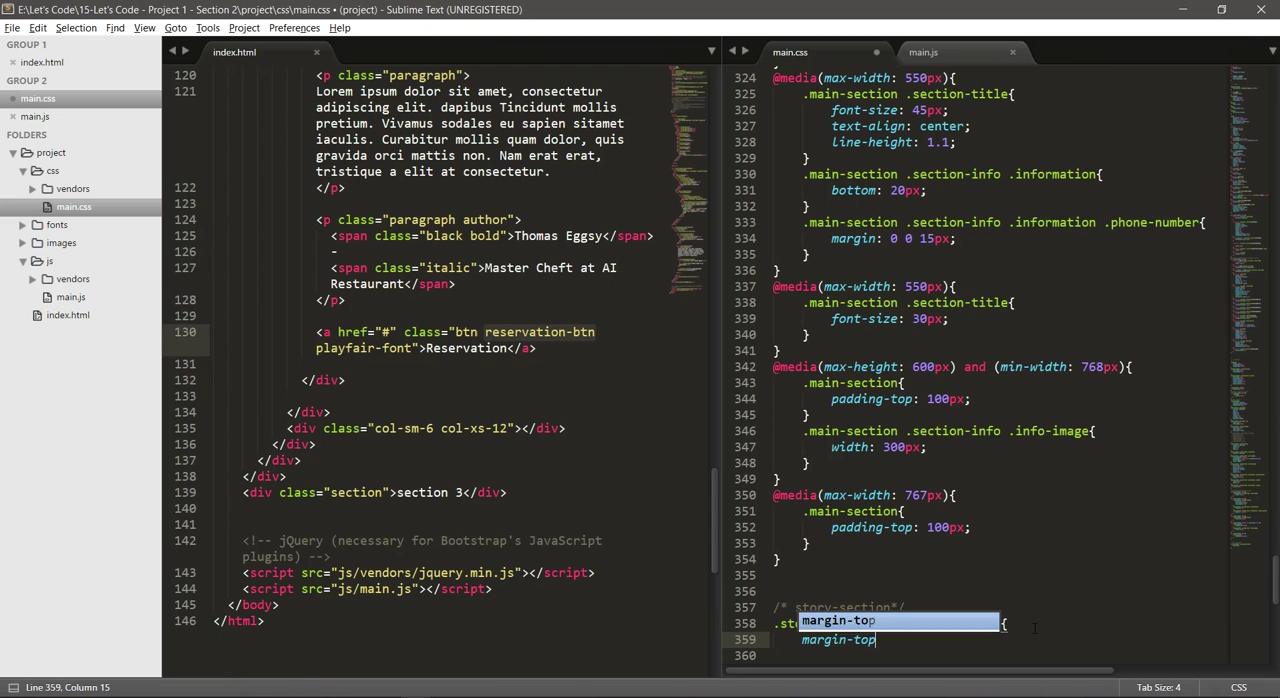 E:\Let's Code\15-Let's Code - Project 1 - Section 2\project\css\main.css • (project) - Sublime Text (UNREGISTERED)
File Edit Selection Find View Goto Tools Project Preferences Help
GROUP 1
index.html
GROUP 2
main.css
main.js
FOLDERS
project
css
vendors
main.css
fonts
images
js
vendors
main.js
index.html
index.html
120 <p class="paragraph">
121 Lorem ipsum dolor sit amet, consectetur
adipiscing elit. dapibus Tincidunt mollis
pretium. Vivamus sodales eu sapien sitamet
iaculis. Curabitur mollis quam dolor, quis
gravida orci mattis non. Nam erat erat,
tristique a elit at consectetur.
122 </p>
123
124 <p class="paragraph author">
125 <span class="black bold">Thomas Eggsy</span>
126 -
127 <span class="italic">Master Cheft at AI
Restaurant</span>
128 </p>
129
130 <a href="#" class="btn reservation-btn
playfair-font">Reservation</a>
131
132 </div>
133
134 </div>
135 <div class="col-sm-6 col-xs-12"></div>
136 </div>
137 </div>
138 </div>
139 <div class="section">section 3</div>
140
141
142 <!-- jQuery (necessary for Bootstrap's JavaScript
plugins) -->
143 <script src="js/vendors/jquery.min.js"></script>
144 <script src="js/main.js"></script>
145 </body>
146 </html>
main.css main.js
324 @media(max-width: 550px){
325 .main-section .section-title{
326 font-size: 45px;
327 text-align: center;
328 line-height: 1.1;
329 }
330 .main-section .section-info .information{
331 bottom: 20px;
332 }
333 .main-section .section-info .information .phone-number{
334 margin: 0 0 15px;
335 }
336 }
337 @media(max-width: 550px){
338 .main-section .section-title{
339 font-size: 30px;
340 }
341 }
342 @media(max-height: 600px) and (min-width: 768px){
343 .main-section{
344 padding-top: 100px;
345 }
346 .main-section .section-info .info-image{
347 width: 300px;
348 }
349 }
350 @media(max-width: 767px){
351 .main-section{
352 padding-top: 100px;
353 }
354 }
355
356
357 /* story-section*/
358 .sto {
margin-top
359 margin-top
360
Line 359, Column 15 Tab Size: 4 CSS